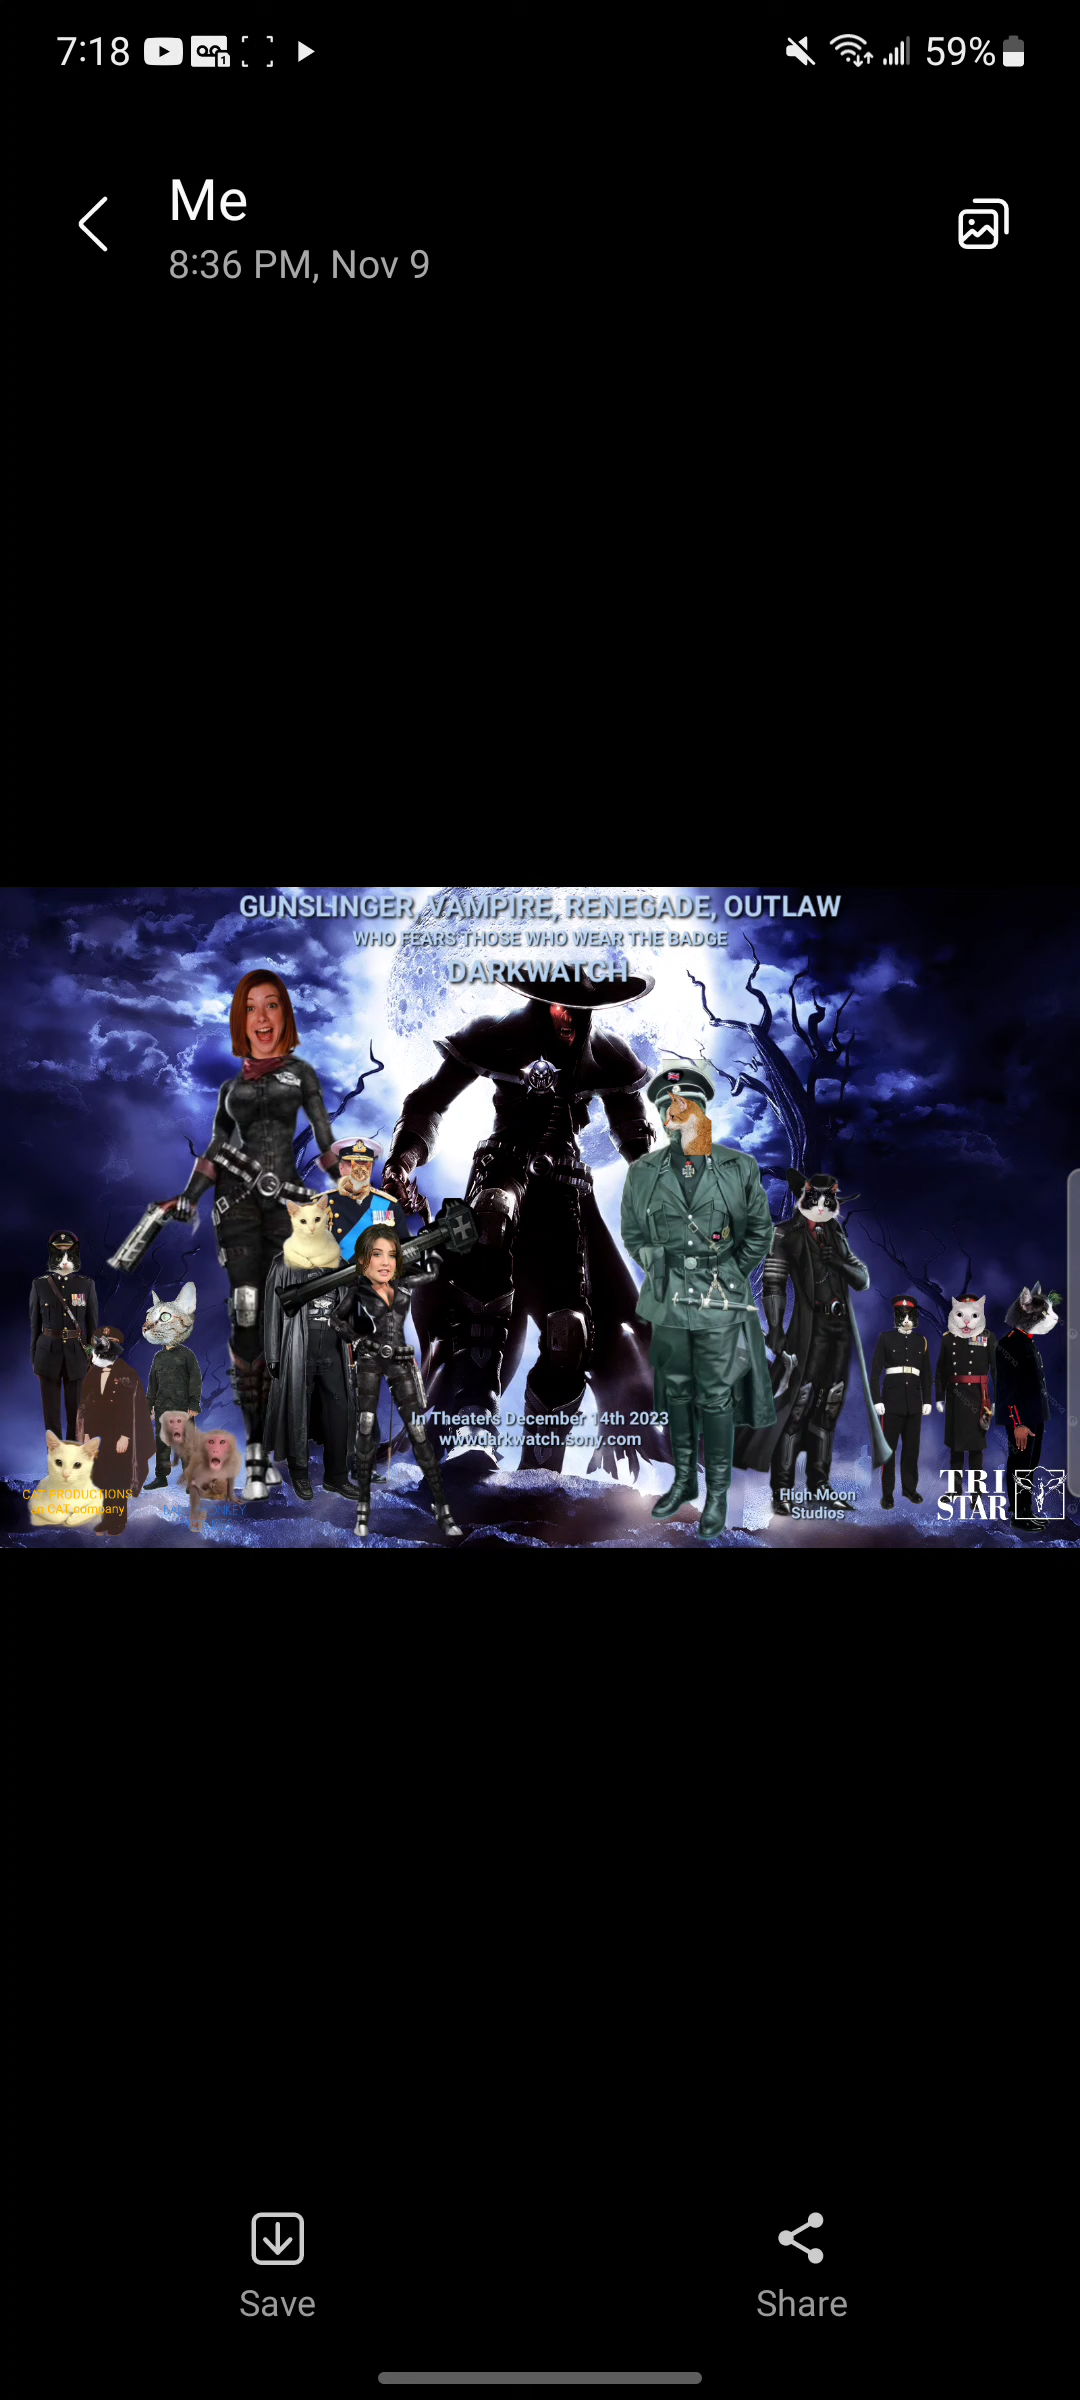 7:18
59%
Me
8:36 PM, Nov 9
GUNSLINGER, VAMPIRE, RENEGADE, OUTLAW
WHO FEARS THOSE WHO WEAR THE BADGE
DARKWATCH
In Theaters December 14th 2023
www.darkwatch.sony.com
CAT PRODUCTIONS
an CAT company
High Moon
Studios
TRI
STAR
Save
Share